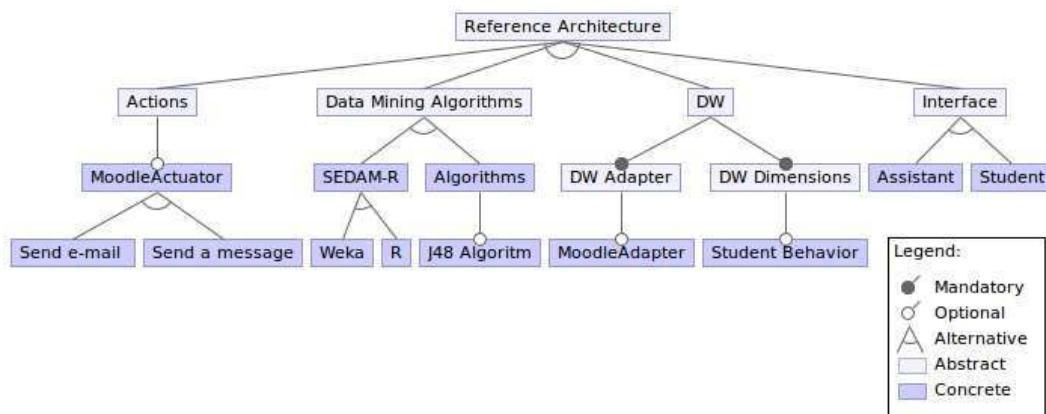 Reference Architecture
Actions
Data Mining Algorithms
DW
Interface
MoodleActuator
SEDAM-R
Algorithms
DW Adapter
DW Dimensions
Assistant
Student
Send e-mail
Send a message
Weka
R
J48 Algoritm
MoodleAdapter
Student Behavior
Legend:
Mandatory
Optional
Alternative
Abstract
Concrete